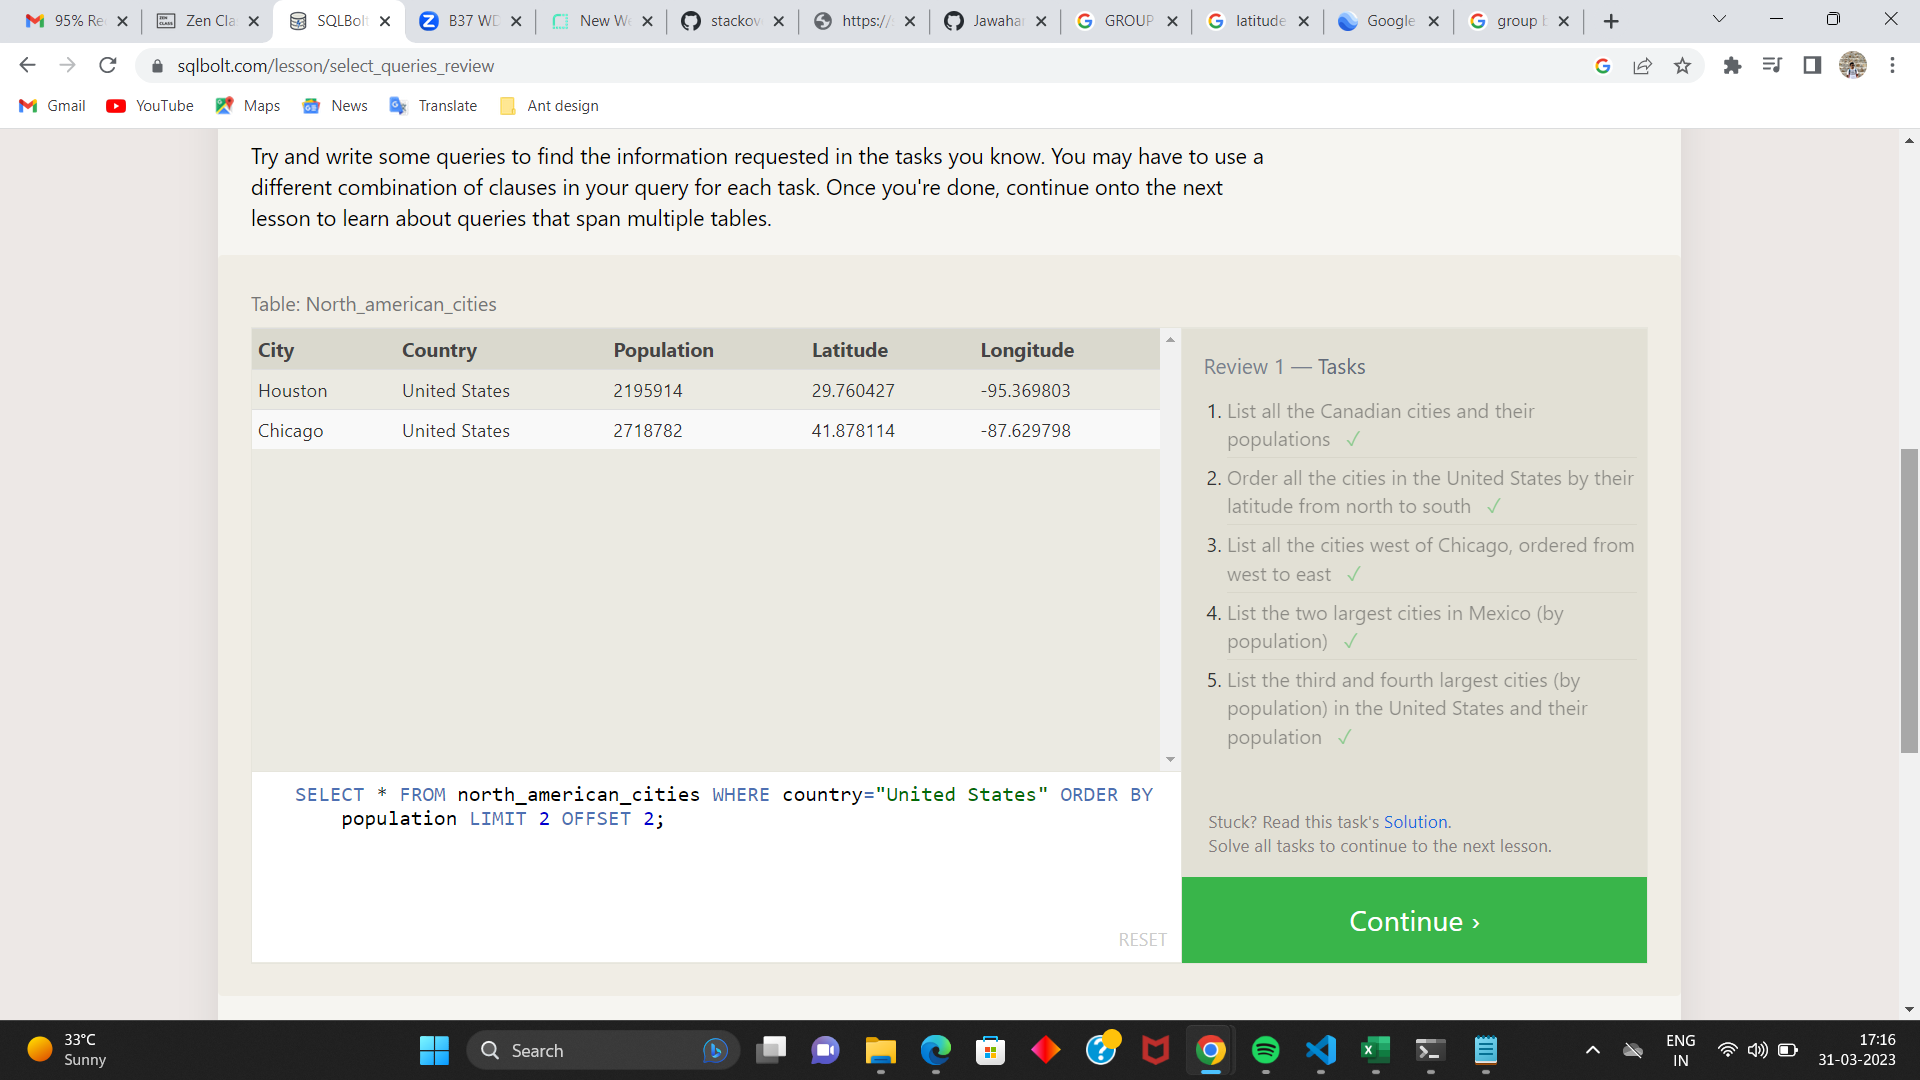 95% Re
Zen Cla
SQLBolt
B37 WD
New We
stackov
https://
Jawahar
GROUP
latitude
Google
group b
sqlbolt.com/lesson/select_queries_review
Gmail
YouTube
Maps
News
Translate
Ant design
Try and write some queries to find the information requested in the tasks you know. You may have to use a
different combination of clauses in your query for each task. Once you're done, continue onto the next
lesson to learn about queries that span multiple tables.
Table: North_american_cities
City Country Population Latitude Longitude
Houston United States 2195914 29.760427 -95.369803
Chicago United States 2718782 41.878114 -87.629798
SELECT * FROM north_american_cities WHERE country="United States" ORDER BY
population LIMIT 2 OFFSET 2;
RESET
Review 1 — Tasks
1. List all the Canadian cities and their
populations ✓
2. Order all the cities in the United States by their
latitude from north to south ✓
3. List all the cities west of Chicago, ordered from
west to east ✓
4. List the two largest cities in Mexico (by
population) ✓
5. List the third and fourth largest cities (by
population) in the United States and their
population ✓
Stuck? Read this task's Solution.
Solve all tasks to continue to the next lesson.
Continue ›
33°C
Sunny
Search
ENG
IN
17:16
31-03-2023